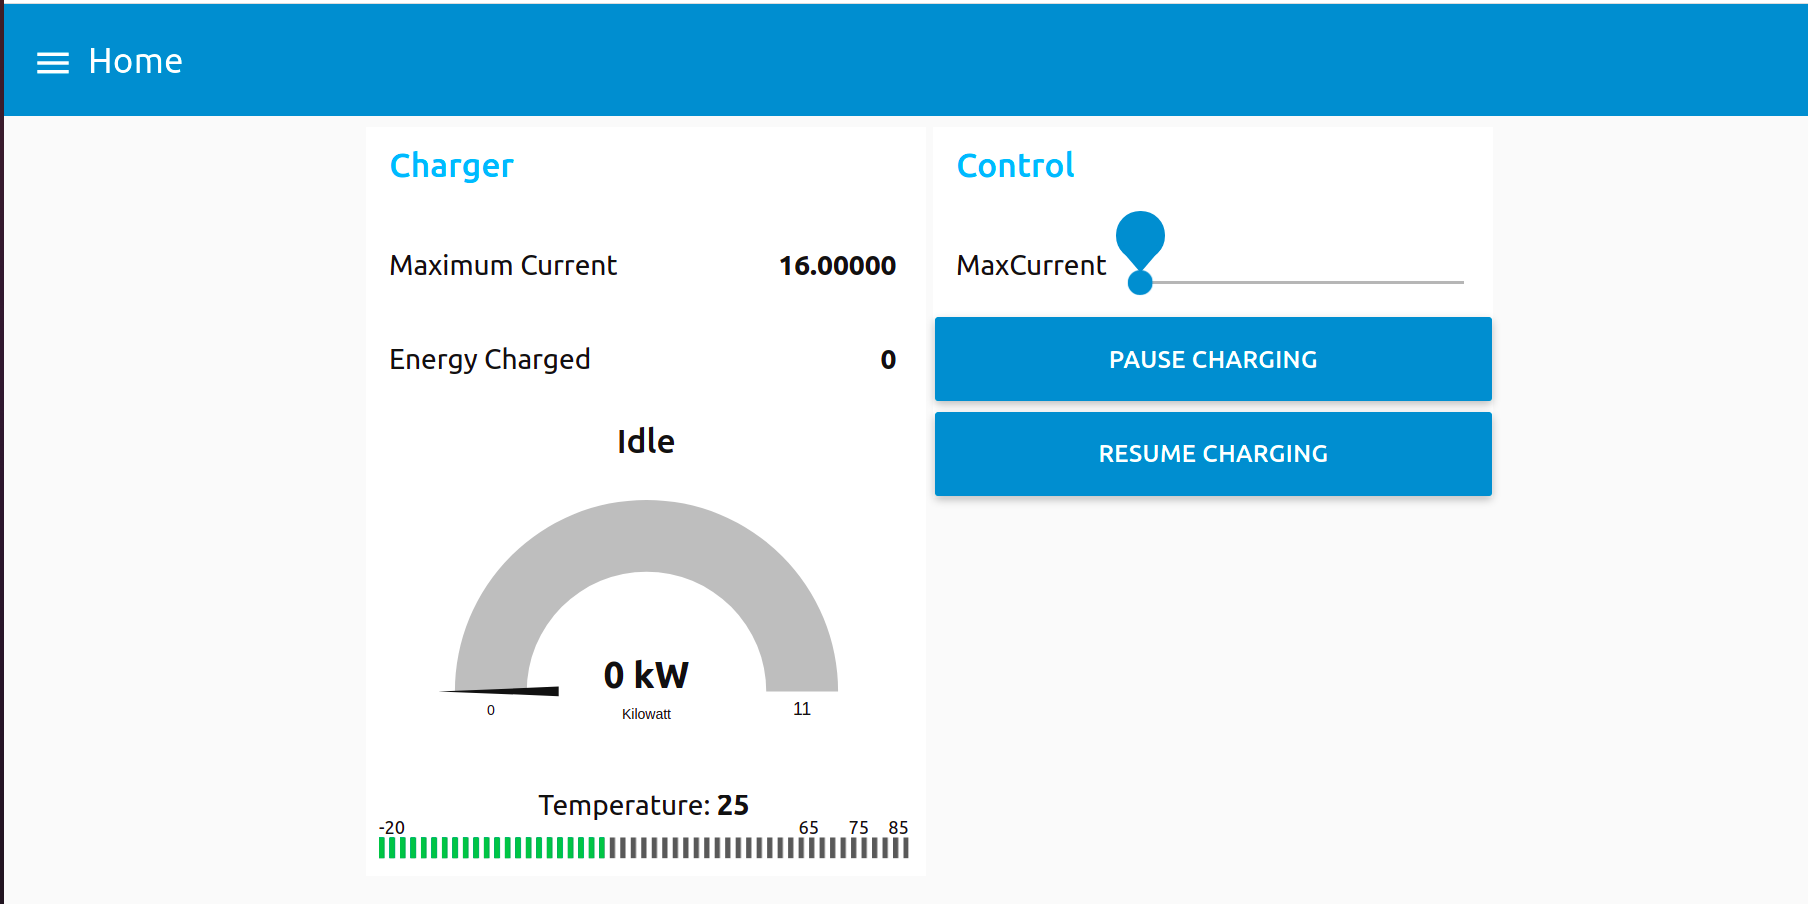 Home
Charger
Maximum Current 16.00000
Energy Charged 0
Idle
0 kW
0 Kilowatt 11
Temperature: 25
-20 65 75 85
Control
MaxCurrent
PAUSE CHARGING
RESUME CHARGING